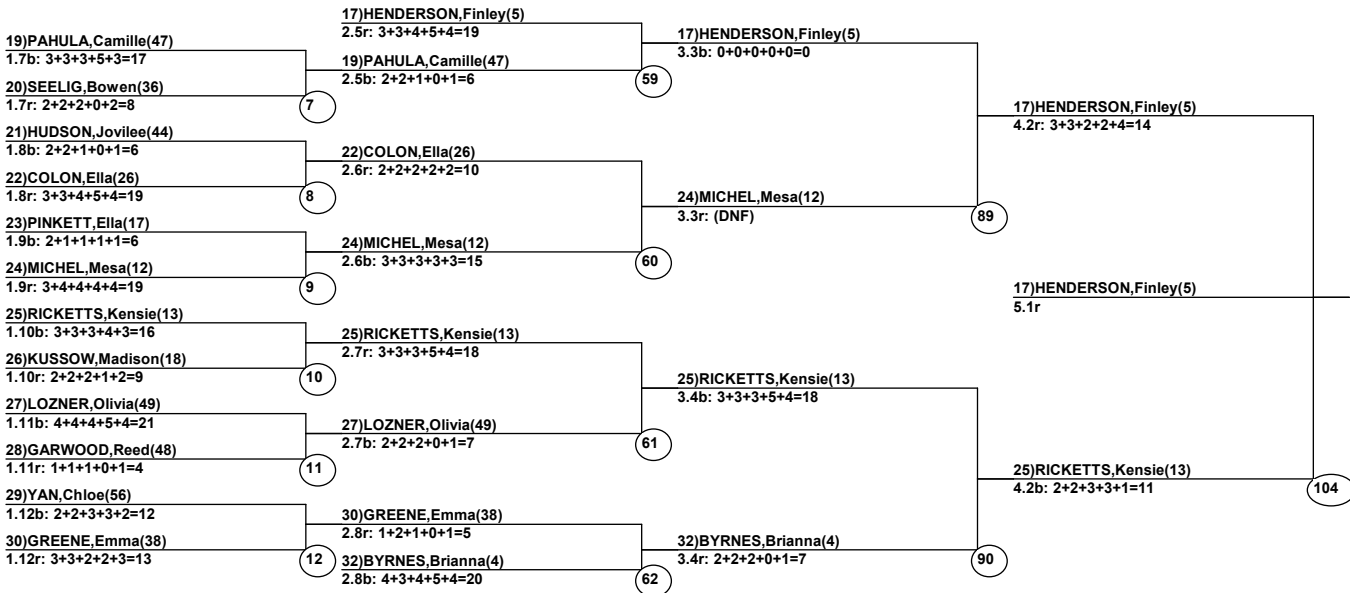 19)PAHULA,Camille(47)
1.7b: 3+3+3+5+3=17
20)SEELIG,Bowen(36)
1.7r: 2+2+2+0+2=8
7
21)HUDSON,Jovilee(44)
1.8b: 2+2+1+0+1=6
22)COLON,Ella(26)
1.8r: 3+3+4+5+4=19
8
23)PINKETT,Ella(17)
1.9b: 2+1+1+1+1=6
24)MICHEL,Mesa(12)
1.9r: 3+4+4+4+4=19
9
25)RICKETTS,Kensie(13)
1.10b: 3+3+3+4+3=16
26)KUSSOW,Madison(18)
1.10r: 2+2+2+1+2=9
10
27)LOZNER,Olivia(49)
1.11b: 4+4+4+5+4=21
28)GARWOOD,Reed(48)
1.11r: 1+1+1+0+1=4
11
29)YAN,Chloe(56)
1.12b: 2+2+3+3+2=12
30)GREENE,Emma(38)
1.12r: 3+3+2+2+3=13
12
17)HENDERSON,Finley(5)
2.5r: 3+3+4+5+4=19
19)PAHULA,Camille(47)
2.5b: 2+2+1+0+1=6
59
22)COLON,Ella(26)
2.6r: 2+2+2+2+2=10
24)MICHEL,Mesa(12)
2.6b: 3+3+3+3+3=15
60
25)RICKETTS,Kensie(13)
2.7r: 3+3+3+5+4=18
27)LOZNER,Olivia(49)
2.7b: 2+2+2+0+1=7
61
30)GREENE,Emma(38)
2.8r: 1+2+1+0+1=5
32)BYRNES,Brianna(4)
2.8b: 4+3+4+5+4=20
62
17)HENDERSON,Finley(5)
3.3b: 0+0+0+0+0=0
24)MICHEL,Mesa(12)
3.3r: (DNF)
89
25)RICKETTS,Kensie(13)
3.4b: 3+3+3+5+4=18
32)BYRNES,Brianna(4)
3.4r: 2+2+2+0+1=7
90
17)HENDERSON,Finley(5)
4.2r: 3+3+2+2+4=14
25)RICKETTS,Kensie(13)
4.2b: 2+2+3+3+1=11
104
17)HENDERSON,Finley(5)
5.1r